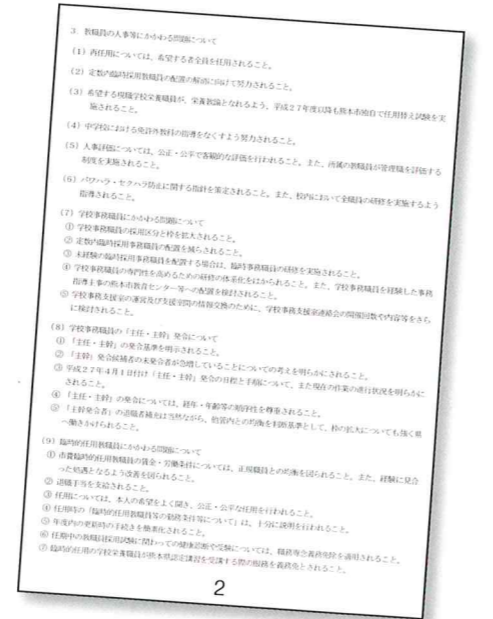 3．教職員の人事等にかかわる問題について
（1）再任用については、希望する者全員を任用されること。
（2）定数内臨時採用教職員の配置の解消に向けて努力されること。
（3）希望する現職学校栄養職員が、栄養教諭となれるよう、平成27年度以降も熊本市独自で任用替え試験を実
施されること。
（4）中学校における免許外教科の指導をなくすよう努力されること。
（5）人事評価については、公正・公平で客観的な評価を行われること。また、所属の教職員が管理職を評価する
制度を実施されること。
（6）パワハラ・セクハラ防止に関する指針を策定されること。また、校内において全職員の研修を実施するよう
指導されること。
（7）学校事務職員にかかわる問題について
① 学校事務職員の採用区分と枠を拡大されること。
② 定数内臨時採用事務職員の配置を減らされること。
③ 未経験の臨時採用事務職員を配置する場合は、臨時事務職員の研修を実施されること。
④ 学校事務職員の専門性を高めるための研修の体系化をはかられること。また、学校事務職員を経験した事務
指導主事の熊本市教育センター等への配置を検討されること。
⑤ 学校事務支援室の運営及び支援室間の情報交換のために、学校事務支援室連絡会の開催回数や内容等をさら
に検討されること。
（8）学校事務職員の「主任・主幹」発令について
① 「主任・主幹」の発令基準を明示されること。
② 「主幹」発令候補者の未発令者が急増していることについての考えを明らかにされること。
③ 平成27年4月1日付け「主任・主幹」発令の日程と手順について、また現在の作業の進行状況を明らかに
されること。
④ 「主任・主幹」の発令については、経年・年齢等の順序性を尊重されること。
⑤ 「主幹発令者」の退職者補充は当然ながら、他管内との均衡を判断基準として、枠の拡大についても強く県
へ働きかけられること。
（9）臨時的任用教職員にかかわる問題について
① 市費臨時的任用教職員の賃金・労働条件については、正規職員との均衡を図られること。また、経験に見合
った処遇となるよう改善を図られること。
② 退職手当を支給されること。
③ 任用については、本人の希望をよく聞き、公正・公平な任用を行われること。
④ 任用時の「臨時的任用教職員等の勤務条件等について」は、十分に説明を行われること。
⑤ 年度内の更新時の手続きを簡素化されること。
⑥ 任期中の教職員採用試験に関わっての健康診断や受験については、職務専念義務免除を適用されること。
⑦ 臨時的任用の学校栄養職員が熊本県認定講習を受講する際の服務を義務免とされること。
2